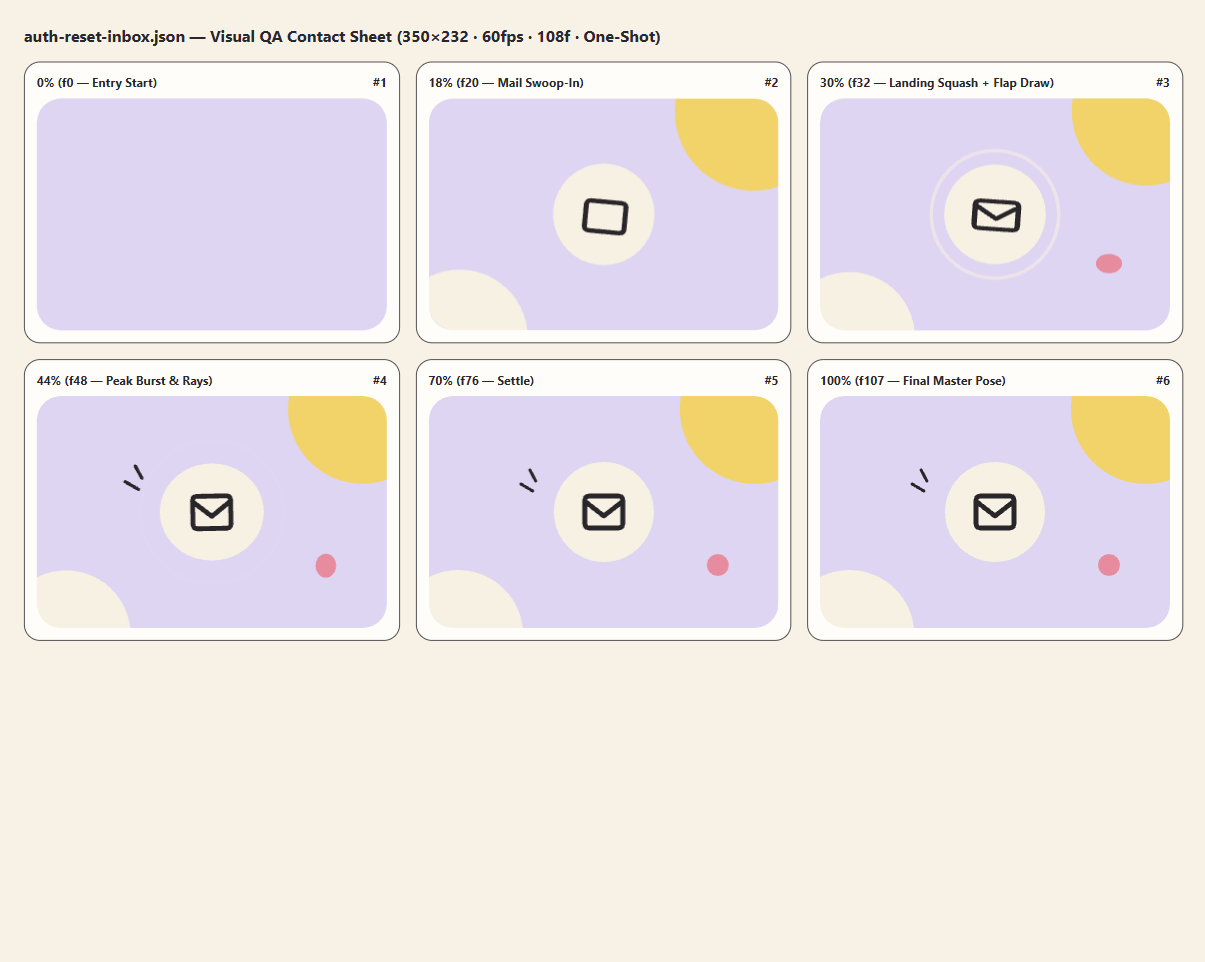 auth-reset-inbox.json — Visual QA Contact Sheet (350×232 · 60fps · 108f · One-Shot)
0% (f0 — Entry Start) #1
18% (f20 — Mail Swoop-In) #2
30% (f32 — Landing Squash + Flap Draw) #3
44% (f48 — Peak Burst & Rays) #4
70% (f76 — Settle) #5
100% (f107 — Final Master Pose) #6